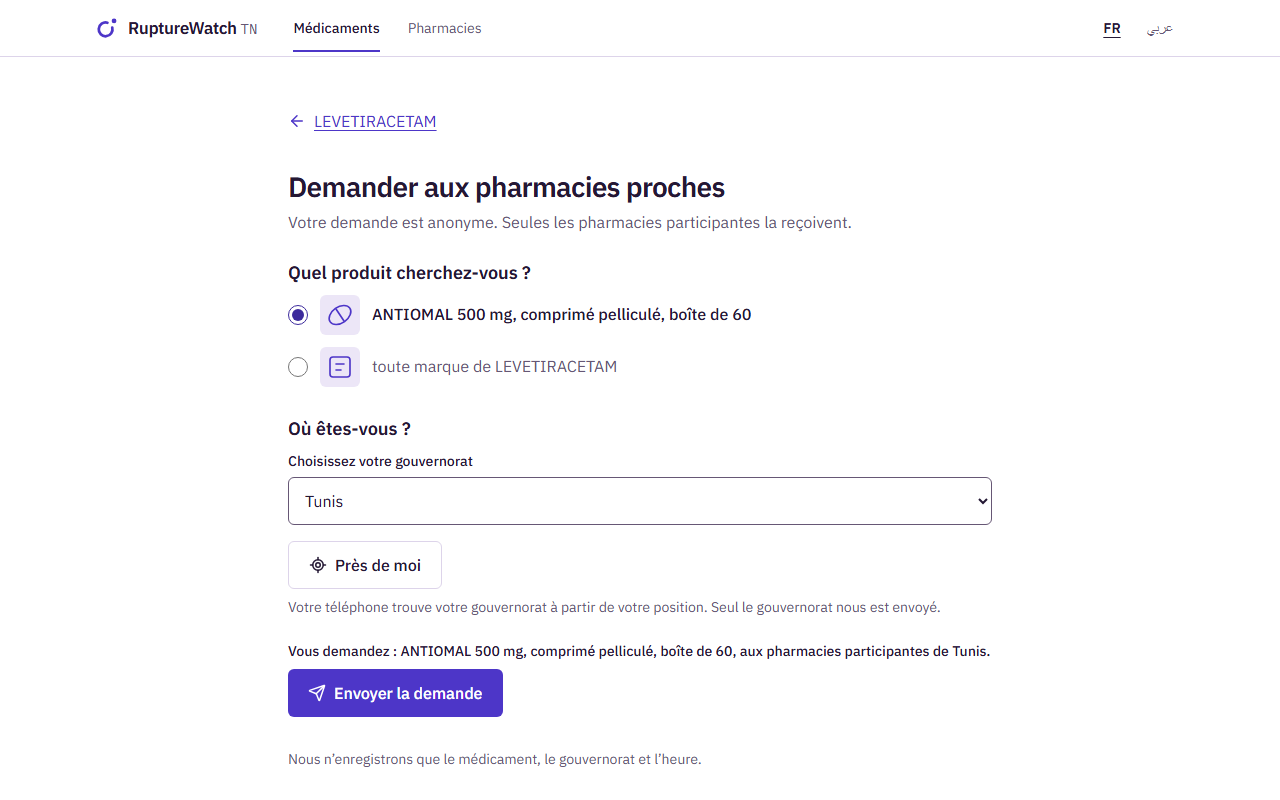 RuptureWatch TN
Médicaments
Pharmacies
FR
عربي
LEVETIRACETAM
Demander aux pharmacies proches
Votre demande est anonyme. Seules les pharmacies participantes la reçoivent.
Quel produit cherchez-vous ?
ANTIOMAL 500 mg, comprimé pelliculé, boîte de 60
toute marque de LEVETIRACETAM
Où êtes-vous ?
Choisissez votre gouvernorat
Tunis
Près de moi
Votre téléphone trouve votre gouvernorat à partir de votre position. Seul le gouvernorat nous est envoyé.
Vous demandez : ANTIOMAL 500 mg, comprimé pelliculé, boîte de 60, aux pharmacies participantes de Tunis.
Envoyer la demande
Nous n’enregistrons que le médicament, le gouvernorat et l’heure.